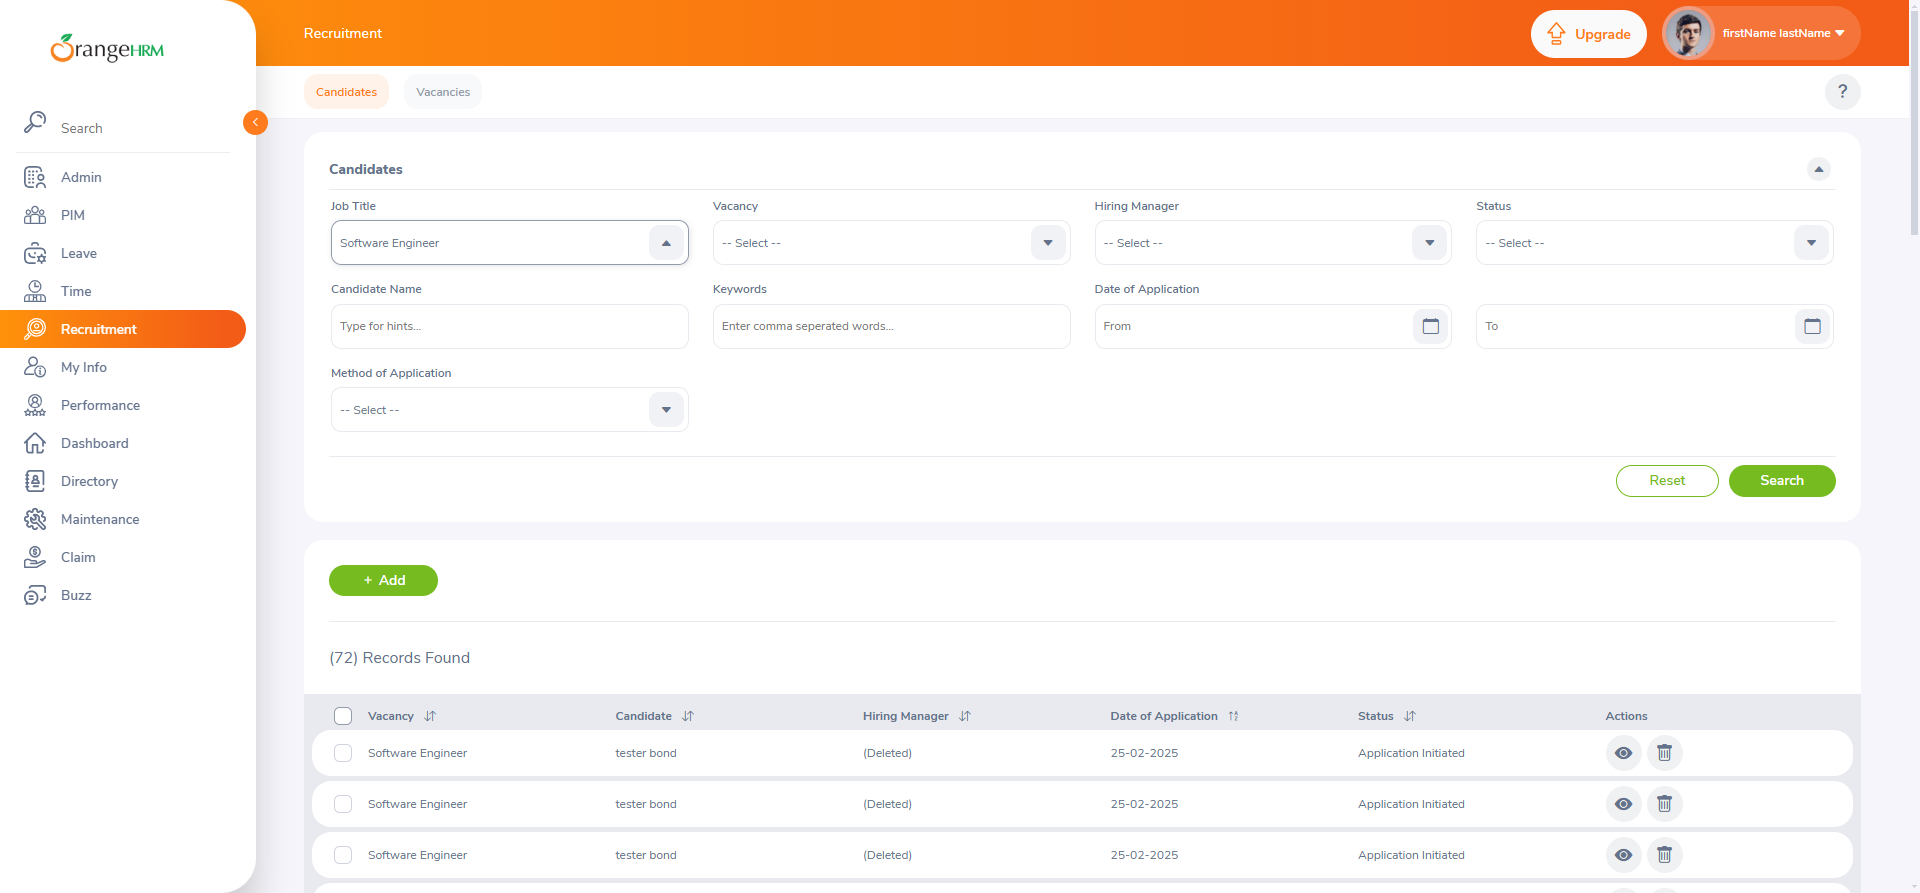 OrangeHRM
Recruitment
Upgrade
firstName lastName
Candidates
Vacancies
?
Search
Admin
PIM
Leave
Time
Recruitment
My Info
Performance
Dashboard
Directory
Maintenance
Claim
Buzz
Candidates
Job Title
Vacancy
Hiring Manager
Status
Software Engineer
-- Select --
-- Select --
-- Select --
Candidate Name
Keywords
Date of Application
Type for hints...
Enter comma seperated words...
From
To
Method of Application
-- Select --
Reset
Search
+ Add
(72) Records Found
Vacancy Candidate Hiring Manager Date of Application Status Actions
Software Engineer tester bond (Deleted) 25-02-2025 Application Initiated
Software Engineer tester bond (Deleted) 25-02-2025 Application Initiated
Software Engineer tester bond (Deleted) 25-02-2025 Application Initiated